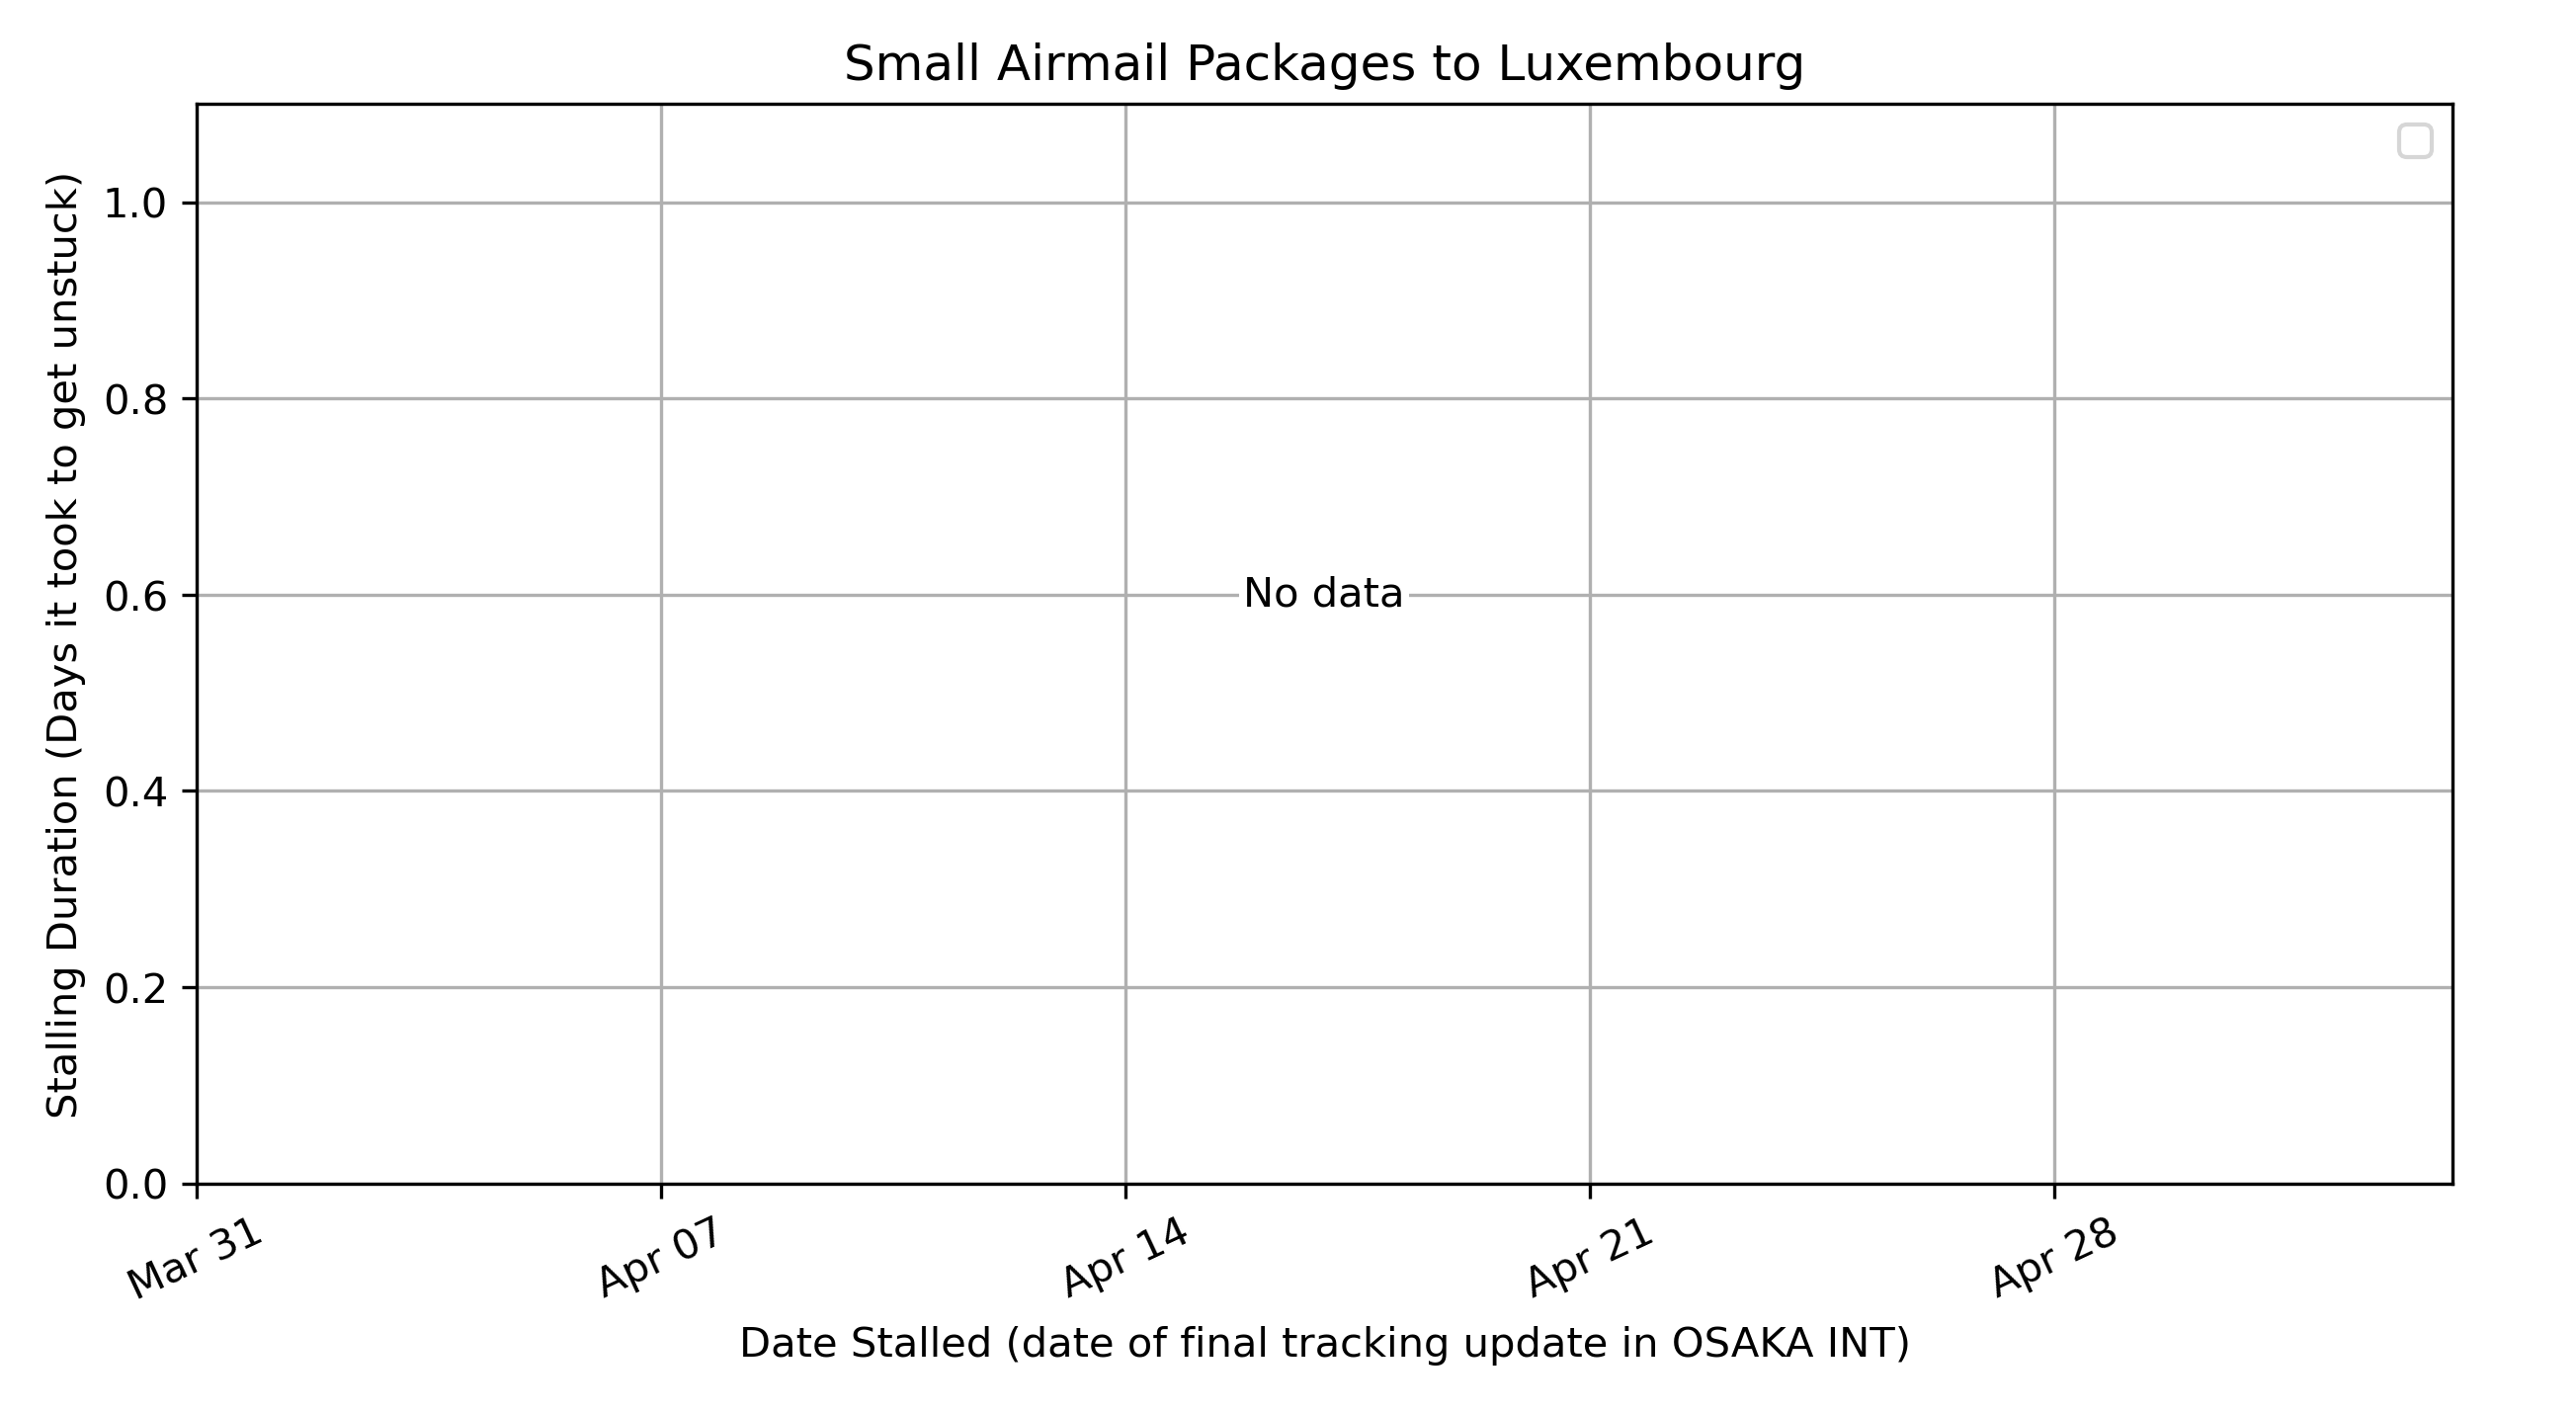 Small Airmail Packages to Luxembourg
Stalling Duration (Days it took to get unstuck)
1.0
0.8
0.6
0.4
0.2
0.0
No data
Mar 31
Apr 07
Apr 14
Apr 21
Apr 28
Date Stalled (date of final tracking update in OSAKA INT)